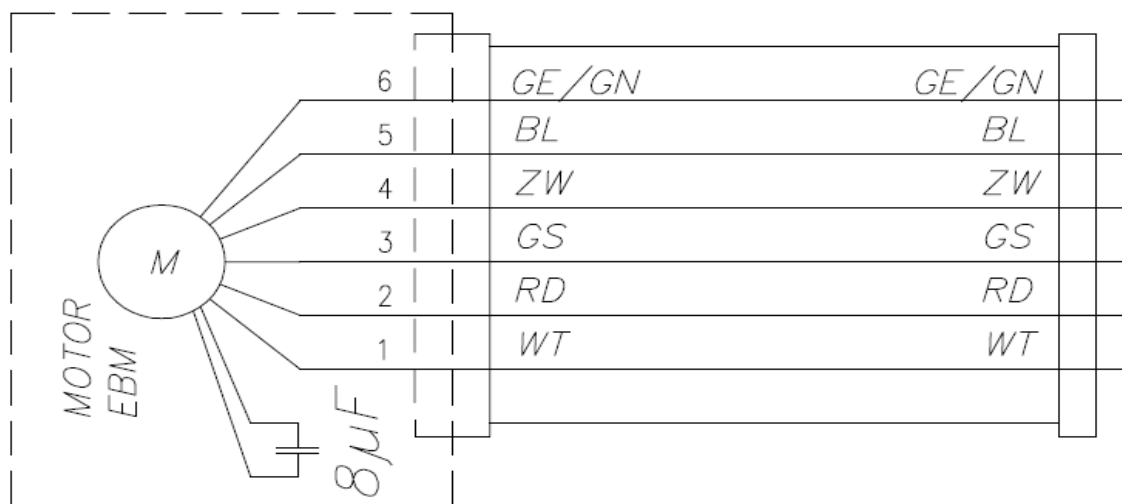 6 GE/GN GE/GN
5 BL BL
4 ZW ZW
3 GS GS
2 RD RD
1 WT WT
M
MOTOR
EBM
8µF